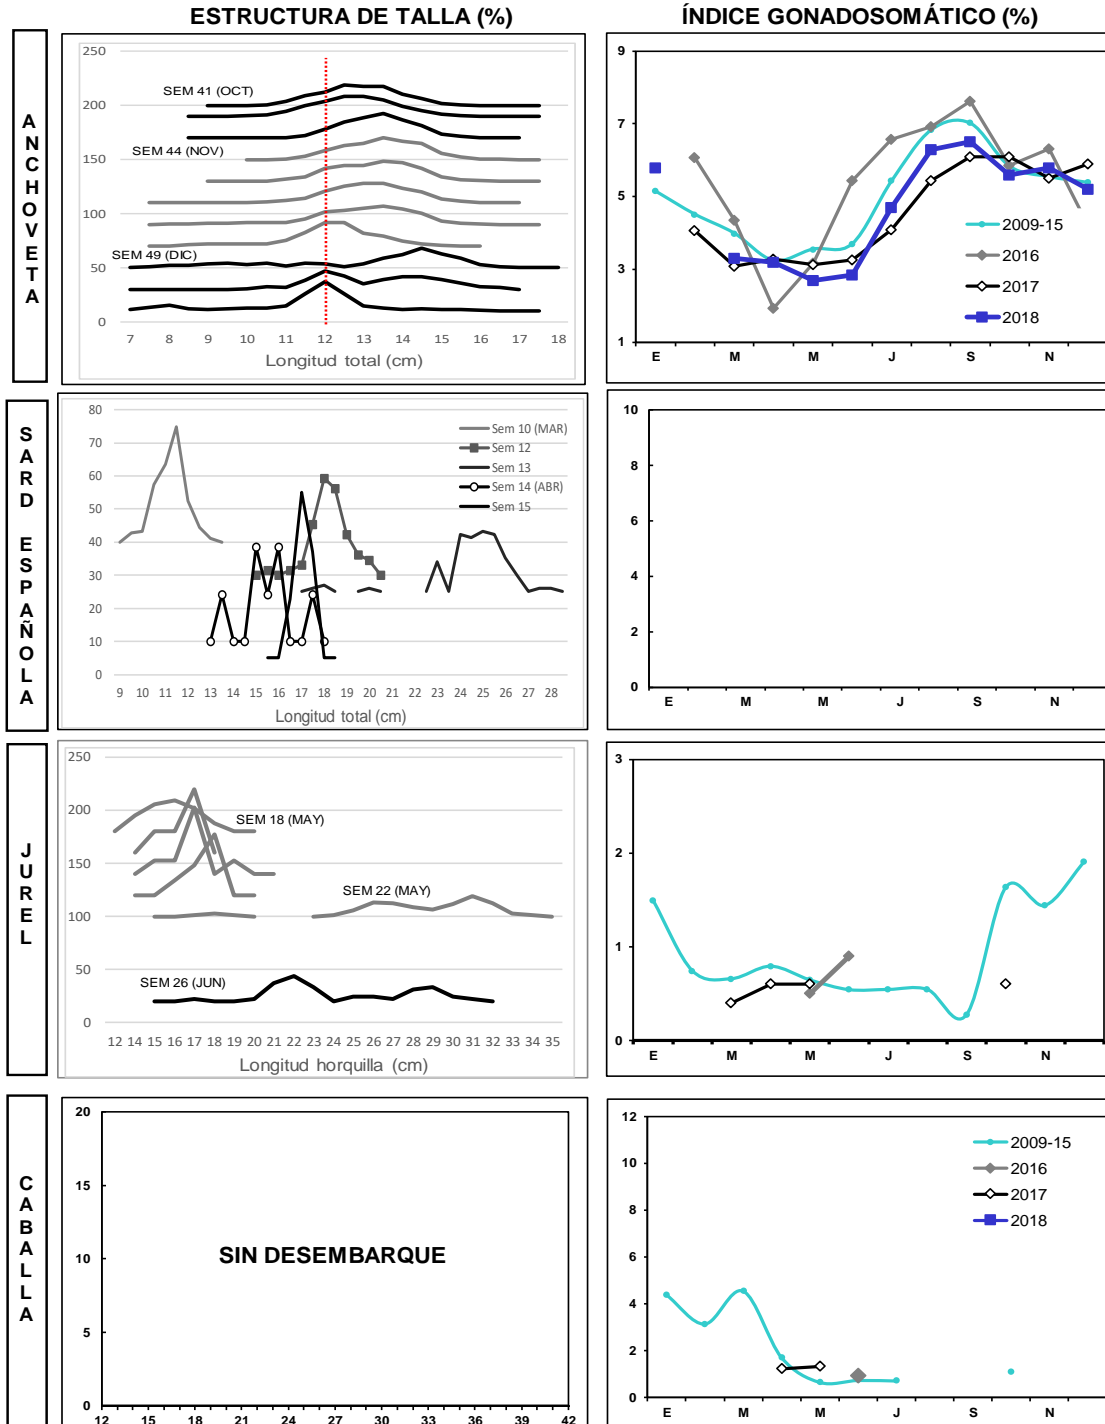 ESTRUCTURA DE TALLA (%)
ÍNDICE GONADOSOMÁTICO (%)
ANCHOVETA
250
200
150
100
50
0
SEM 41 (OCT)
SEM 44 (NOV)
SEM 49 (DIC)
7 8 9 10 11 12 13 14 15 16 17 18
Longitud total (cm)
9
7
5
3
1
2009-15
2016
2017
2018
E M M J S N
SARD ESPAÑOLA
80
70
60
50
40
30
20
10
0
Sem 10 (MAR)
Sem 12
Sem 13
Sem 14 (ABR)
Sem 15
9 10 11 12 13 14 15 16 17 18 19 20 21 22 23 24 25 26 27 28
Longitud total (cm)
10
8
6
4
2
0
E M M J S N
JUREL
250
200
150
100
50
0
SEM 18 (MAY)
SEM 22 (MAY)
SEM 26 (JUN)
12 14 15 16 17 18 19 20 21 22 23 24 25 26 27 28 29 30 31 32 33 34 35
Longitud horquilla (cm)
3
2
1
0
E M M J S N
CABALLA
20
15
10
5
0
SIN DESEMBARQUE
12 15 18 21 24 27 30 33 36 39 42
12
10
8
6
4
2
0
2009-15
2016
2017
2018
E M M J S N